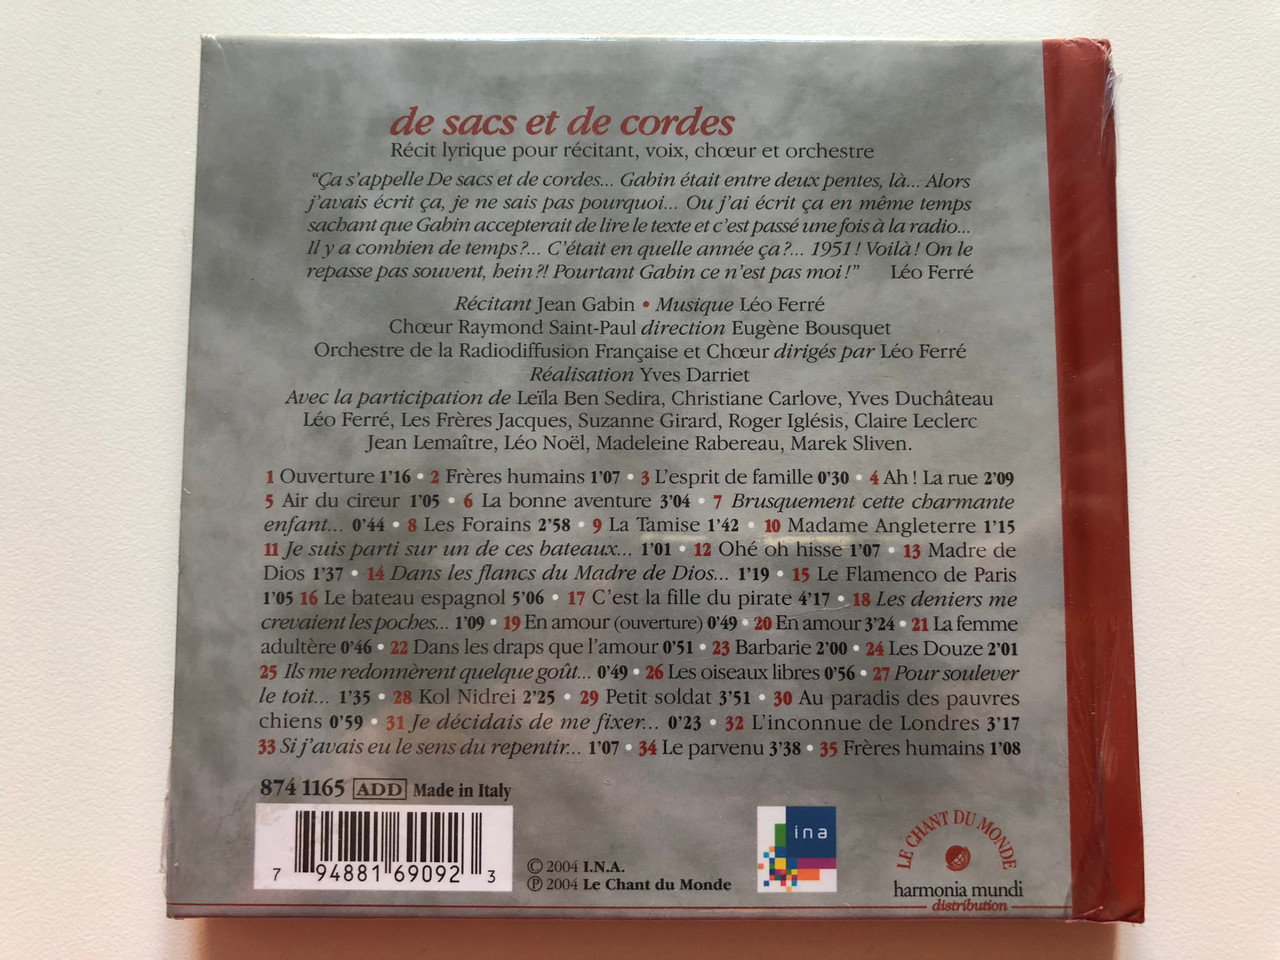 de sacs et de cordes
Récit lyrique pour récitant, voix, chœur et orchestre
“Ça s’appelle De sacs et de cordes... Gabin était entre deux pentes, là... Alors
j’avais écrit ça, je ne sais pas pourquoi... Ou j’ai écrit ça en même temps
sachant que Gabin accepterait de lire le texte et c’est passé une fois à la radio...
Il y a combien de temps ?... C’était en quelle année ça ?... 1951 ! Voilà ! On le
repasse pas souvent, hein ?! Pourtant Gabin ce n’est pas moi !” Léo Ferré
Récitant Jean Gabin • Musique Léo Ferré
Chœur Raymond Saint-Paul direction Eugène Bousquet
Orchestre de la Radiodiffusion Française et Chœur dirigés par Léo Ferré
Réalisation Yves Darriet
Avec la participation de Leïla Ben Sedira, Christiane Carlove, Yves Duchâteau
Léo Ferré, Les Frères Jacques, Suzanne Girard, Roger Iglésis, Claire Leclerc
Jean Lemaître, Léo Noël, Madeleine Rabereau, Marek Sliven.
1 Ouverture 1’16 • 2 Frères humains 1’07 • 3 L’esprit de famille 0’30 • 4 Ah ! La rue 2’09
5 Air du cireur 1’05 • 6 La bonne aventure 3’04 • 7 Brusquement cette charmante
enfant... 0’44 • 8 Les Forains 2’58 • 9 La Tamise 1’42 • 10 Madame Angleterre 1’15
11 Je suis parti sur un de ces bateaux... 1’01 • 12 Ohé oh hisse 1’07 • 13 Madre de
Dios 1’37 • 14 Dans les flancs du Madre de Dios... 1’19 • 15 Le Flamenco de Paris
1’05 16 Le bateau espagnol 5’06 • 17 C’est la fille du pirate 4’17 • 18 Les deniers me
crevaient les poches... 1’09 • 19 En amour (ouverture) 0’49 • 20 En amour 3’24 • 21 La femme
adultère 0’46 • 22 Dans les draps que l’amour 0’51 • 23 Barbarie 2’00 • 24 Les Douze 2’01
25 Ils me redonnèrent quelque goût... 0’49 • 26 Les oiseaux libres 0’56 • 27 Pour soulever
le toit... 1’35 • 28 Kol Nidrei 2’25 • 29 Petit soldat 3’51 • 30 Au paradis des pauvres
chiens 0’59 • 31 Je décidais de me fixer... 0’23 • 32 L’inconnue de Londres 3’17
33 Si j’avais eu le sens du repentir... 1’07 • 34 Le parvenu 3’38 • 35 Frères humains 1’08
874 1165 ADD Made in Italy
7 94881 69092 3
© 2004 I.N.A.
℗ 2004 Le Chant du Monde
ina
LE CHANT DU MONDE
harmonia mundi
distribution